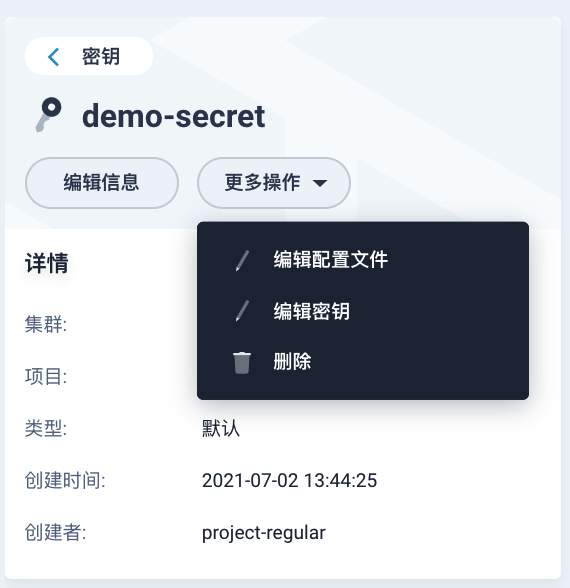 密钥
demo-secret
编辑信息
更多操作
编辑配置文件
编辑密钥
删除
详情
集群:
项目:
类型: 默认
创建时间: 2021-07-02 13:44:25
创建者: project-regular